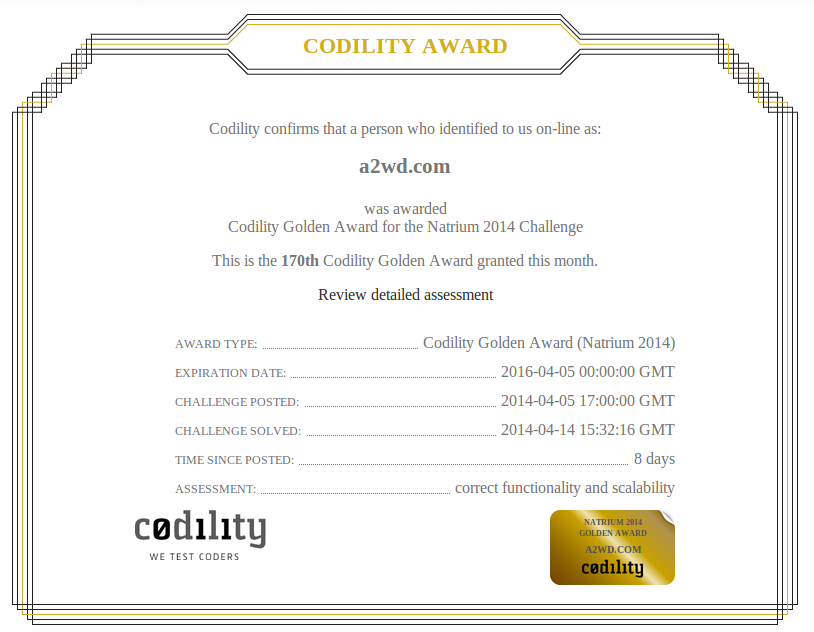 CODILITY AWARD
Codility confirms that a person who identified to us on-line as:
a2wd.com
was awarded
Codility Golden Award for the Natrium 2014 Challenge
This is the 170th Codility Golden Award granted this month.
Review detailed assessment
AWARD TYPE: Codility Golden Award (Natrium 2014)
EXPIRATION DATE: 2016-04-05 00:00:00 GMT
CHALLENGE POSTED: 2014-04-05 17:00:00 GMT
CHALLENGE SOLVED: 2014-04-14 15:32:16 GMT
TIME SINCE POSTED: 8 days
ASSESSMENT: correct functionality and scalability
cødılıty
WE TEST CODERS
NATRIUM 2014
GOLDEN AWARD
A2WD.COM
cødılıty